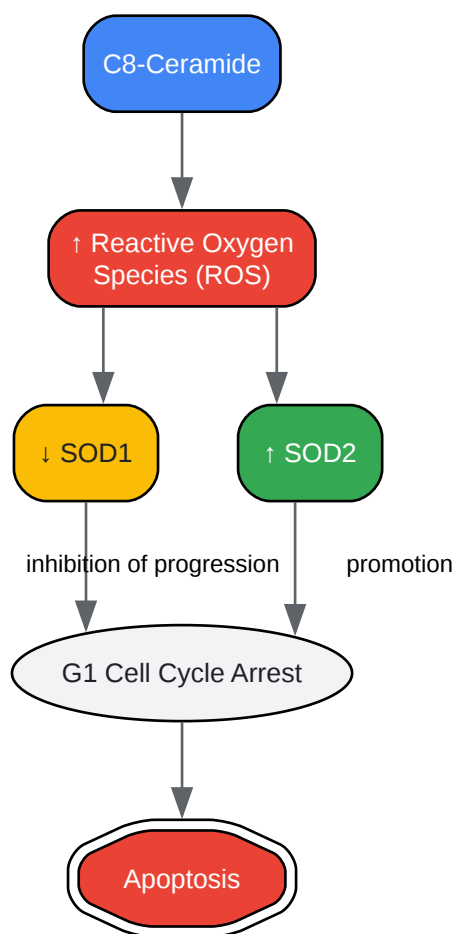 C8-Ceramide
↑ Reactive Oxygen
Species (ROS)
↓ SOD1
↑ SOD2
inhibition of progression
promotion
G1 Cell Cycle Arrest
Apoptosis